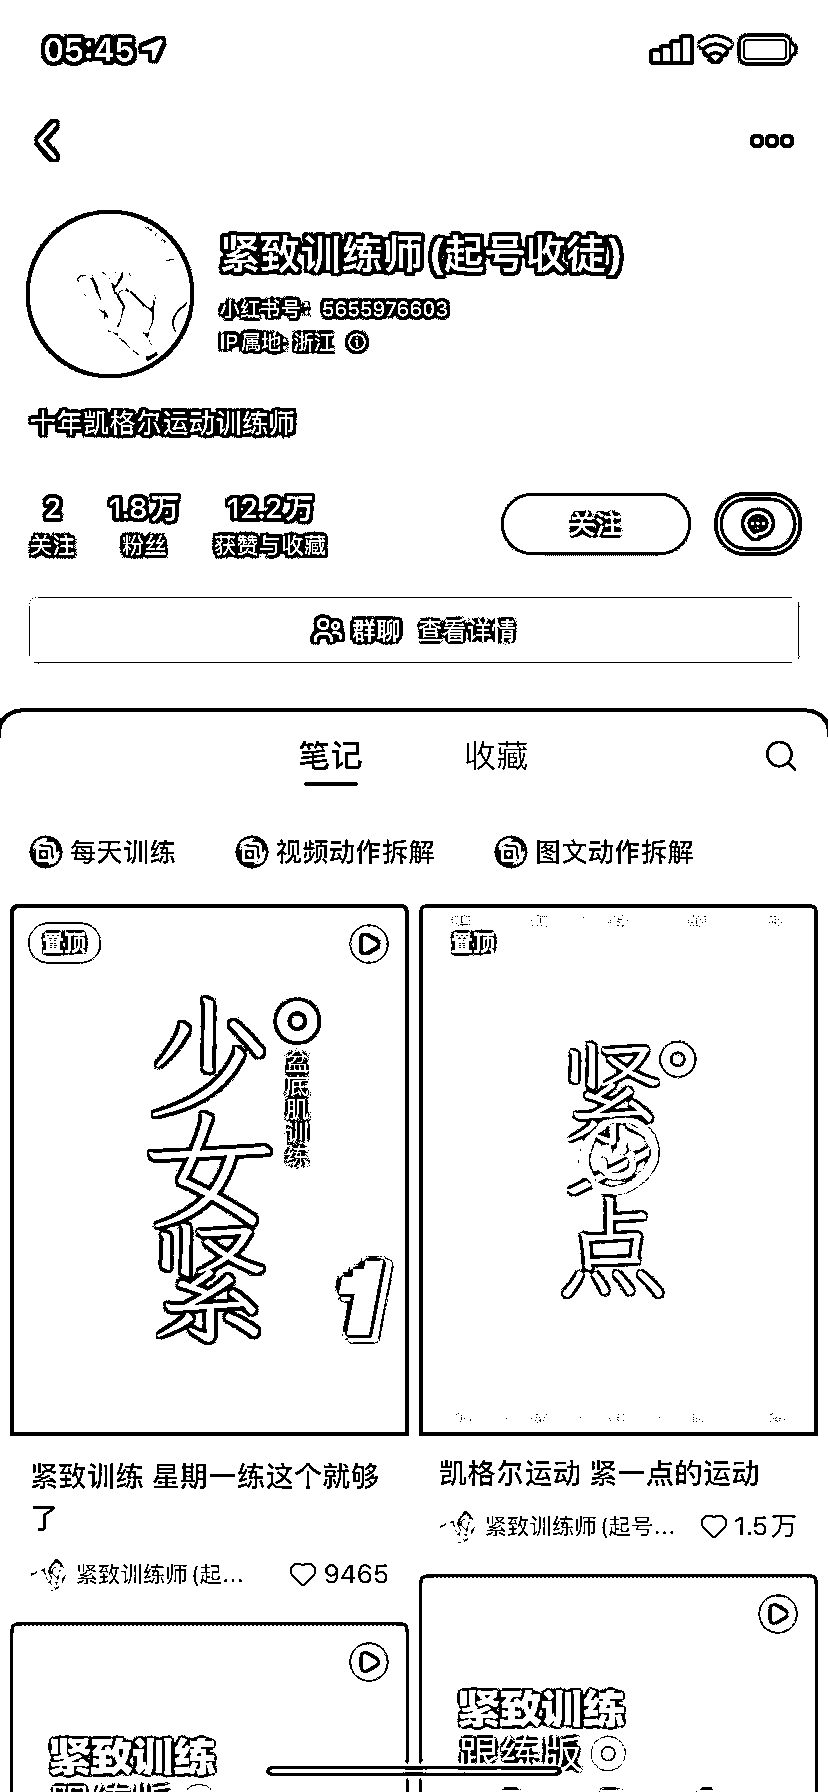 05:45
紧致训练师(起号收徒)
小红书号: 5655976603
IP属地: 浙江
十年凯格尔运动训练师
2 1.8万 12.2万
关注 粉丝 获赞与收藏
关注
群聊 查看详情
笔记 收藏
每天训练 视频动作拆解 图文动作拆解
置顶
少女紧
盆底肌训练
1
紧致训练 星期一练这个就够
了
紧致训练师(起... 9465
置顶
紧
点
凯格尔运动 紧一点的运动
紧致训练师(起号... 1.5万
紧致训练
紧致训练
跟练版